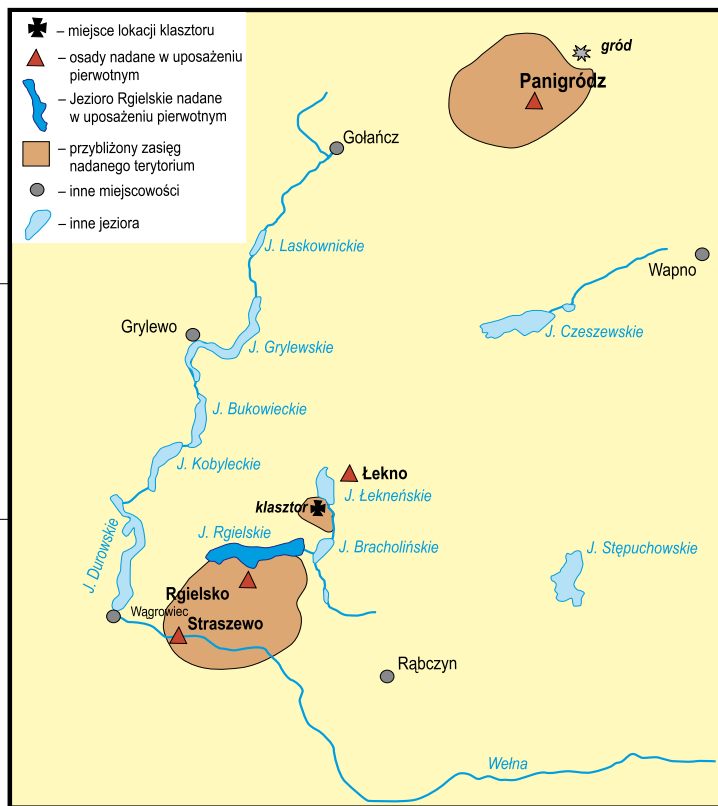 – miejsce lokacji klasztoru
– osady nadane w uposażeniu
pierwotnym
– Jezioro Rgielskie nadane
w uposażeniu pierwotnym
– przybliżony zasięg
nadanego terytorium
– inne miejscowości
– inne jeziora
gród
Panigródz
Gołańcz
J. Laskownickie
Wapno
Grylewo
J. Czeszewskie
J. Grylewskie
J. Bukowieckie
J. Kobyleckie
Łekno
J. Łekneńskie
klasztor
J. Rgielskie
J. Bracholińskie
J. Stępuchowskie
J. Durowskie
Rgielsko
Wągrowiec
Straszewo
Rąbczyn
Wełna